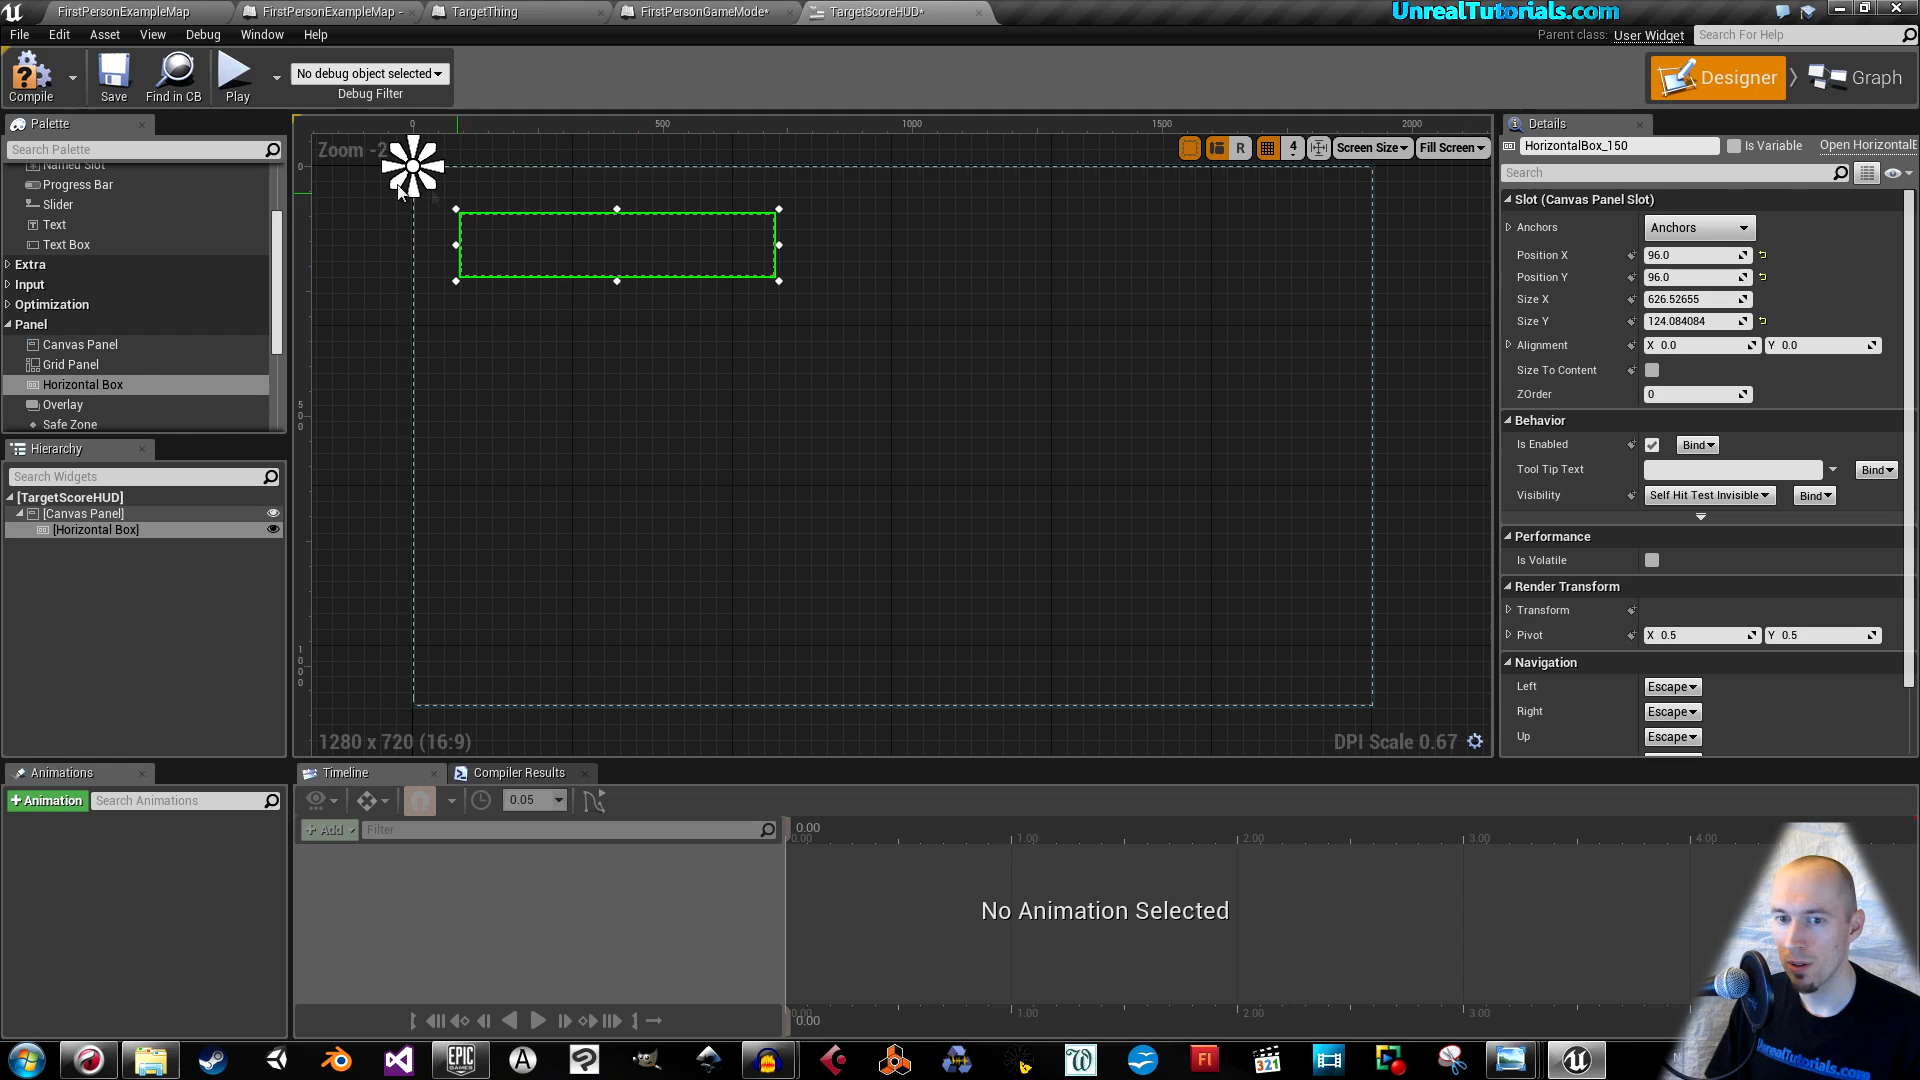 FirstPersonExampleMap
FirstPersonExampleMap -
TargetThing
FirstPersonGameMode*
TargetScoreHUD*
UnrealTutorials.com
File Edit Asset View Debug Window Help
Parent class: User Widget
Search For Help
Compile
Save
Find in CB
Play
No debug object selected
Debug Filter
Designer
Graph
Palette
Search Palette
Named Slot
Progress Bar
Slider
Text
Text Box
Extra
Input
Optimization
Panel
Canvas Panel
Grid Panel
Horizontal Box
Overlay
Safe Zone
Hierarchy
Search Widgets
[TargetScoreHUD]
[Canvas Panel]
[Horizontal Box]
0 500 1000 1500 2000
Zoom -2
R
4
Screen Size
Fill Screen
0
500
1000
1280 x 720 (16:9)
DPI Scale 0.67
Details
HorizontalBox_150
Is Variable
Open HorizontalE
Search
Slot (Canvas Panel Slot)
Anchors Anchors
Position X 96.0
Position Y 96.0
Size X 626.52655
Size Y 124.084084
Alignment X 0.0 Y 0.0
Size To Content
ZOrder 0
Behavior
Is Enabled Bind
Tool Tip Text Bind
Visibility Self Hit Test Invisible Bind
Performance
Is Volatile
Render Transform
Transform
Pivot X 0.5 Y 0.5
Navigation
Left Escape
Right Escape
Up Escape
Animations
+Animation
Search Animations
Timeline
Compiler Results
0.05
+ Add
Filter
0.00
0.00 1.00 2.00 3.00 4.00
No Animation Selected
0.00 1.00 2.00 3.00
0.00
EPIC GAMES
Fl
321
UnrealTutorials.com